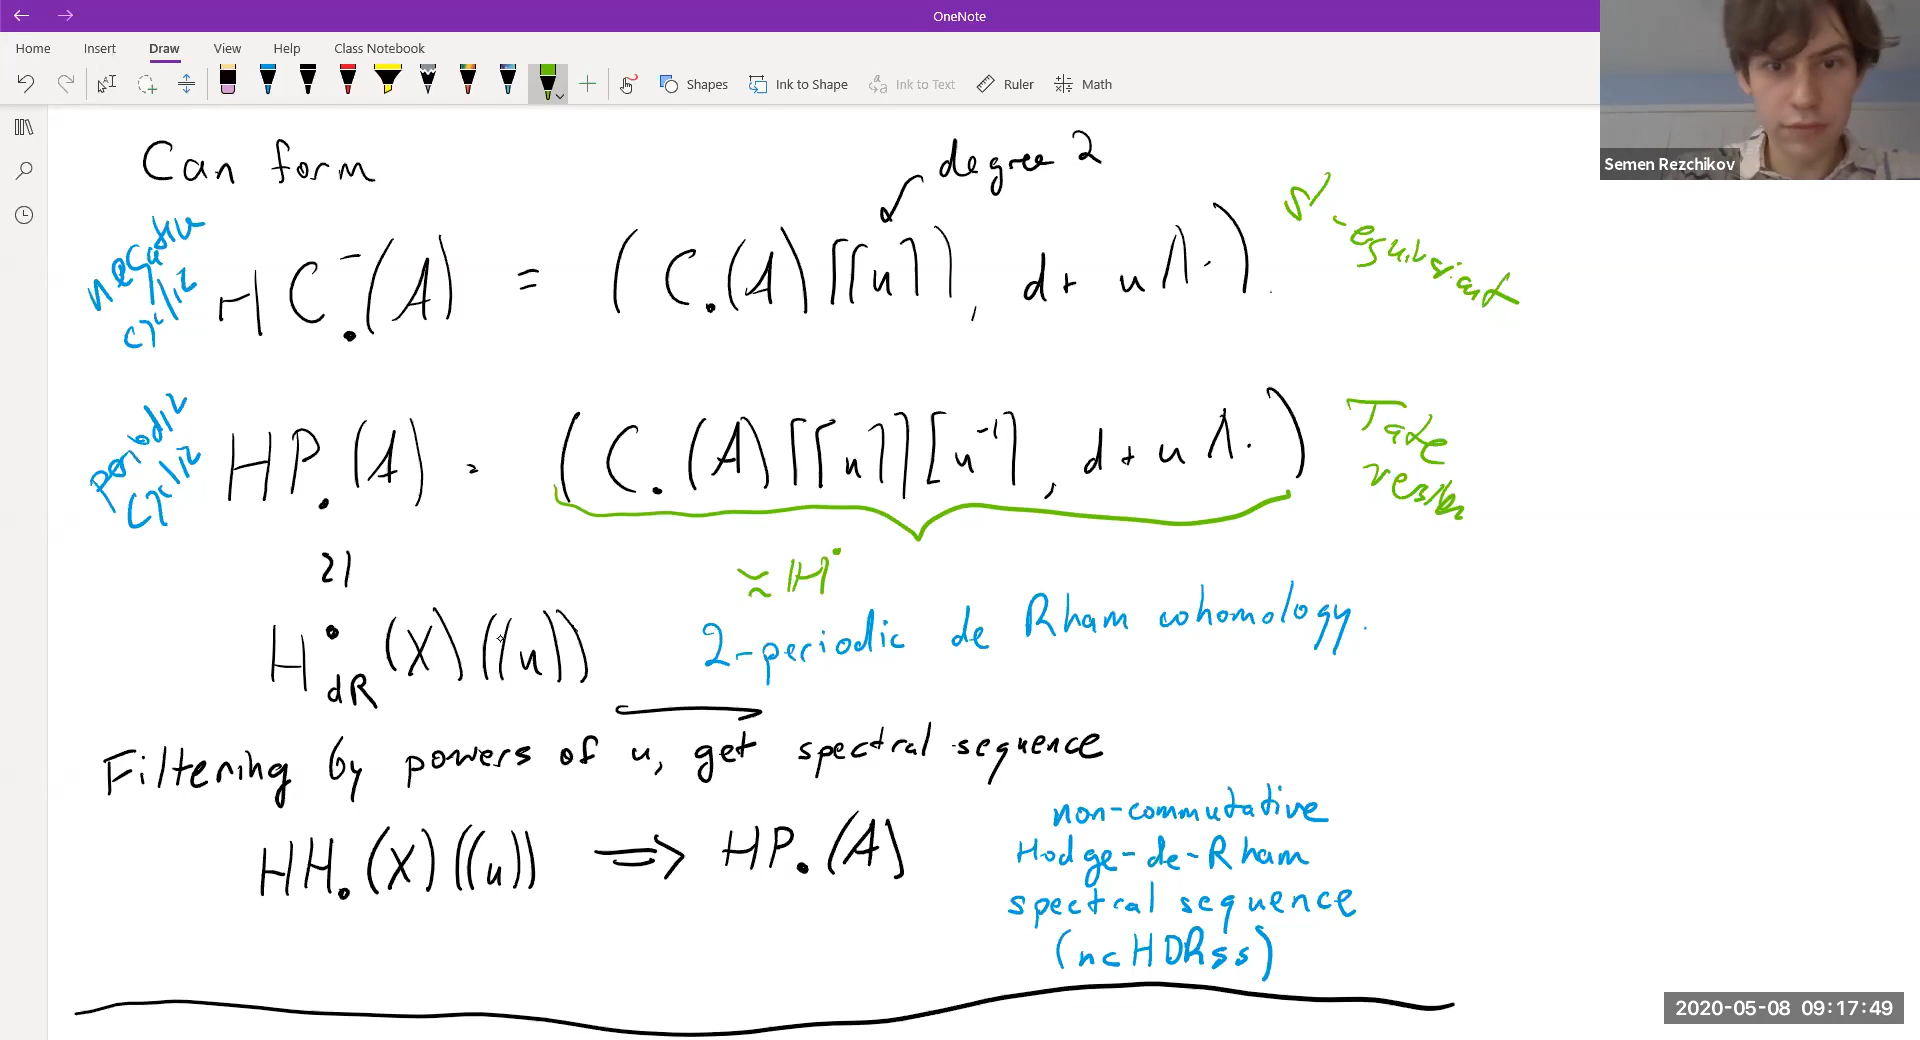 OneNote
Home Insert Draw View Help Class Notebook
Shapes Ink to Shape Ink to Text Ruler Math
Semen Rezchikov
Can form
degree 2
negative cyclic
HC⁻.(A) = (C.(A)[[u]], d + uΛ·).
S¹-equivariant
periodic cyclic
HP.(A) = (C.(A)[[u]][u⁻¹], d + uΛ·)
Tate version
≃ H•
H•dR(X)((u))
2-periodic de Rham cohomology.
Filtering by powers of u, get spectral sequence
HH.(X)((u)) ⟹ HP.(A)
non-commutative
Hodge-de-Rham
spectral sequence
(ncHDRss)
2020-05-08 09:17:49